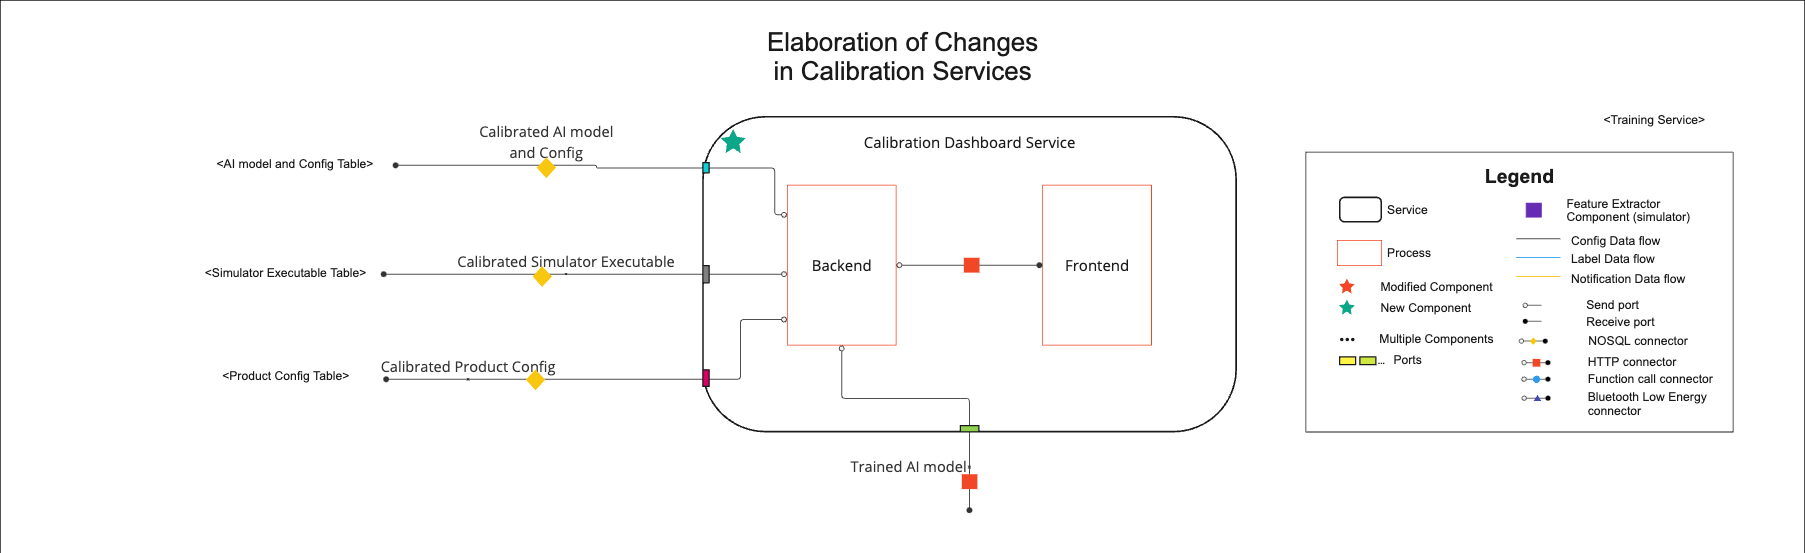 Elaboration of Changes
in Calibration Services
<Training Service>
Calibrated AI model
and Config
<AI model and Config Table>
Calibration Dashboard Service
Calibrated Simulator Executable
<Simulator Executable Table>
Backend
Frontend
Calibrated Product Config
<Product Config Table>
Trained AI model
Legend
Service
Process
Modified Component
New Component
Multiple Components
... Ports
Feature Extractor
Component (simulator)
Config Data flow
Label Data flow
Notification Data flow
Send port
Receive port
NOSQL connector
HTTP connector
Function call connector
Bluetooth Low Energy
connector